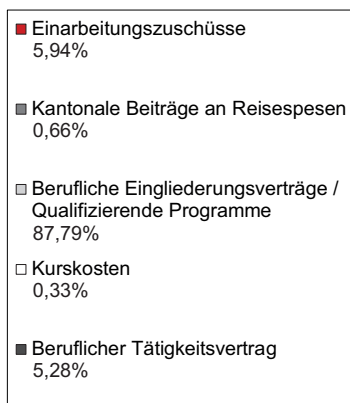 Einarbeitungszuschüsse
5,94%
Kantonale Beiträge an Reisespesen
0,66%
Berufliche Eingliederungsverträge /
Qualifizierende Programme
87,79%
Kurskosten
0,33%
Beruflicher Tätigkeitsvertrag
5,28%